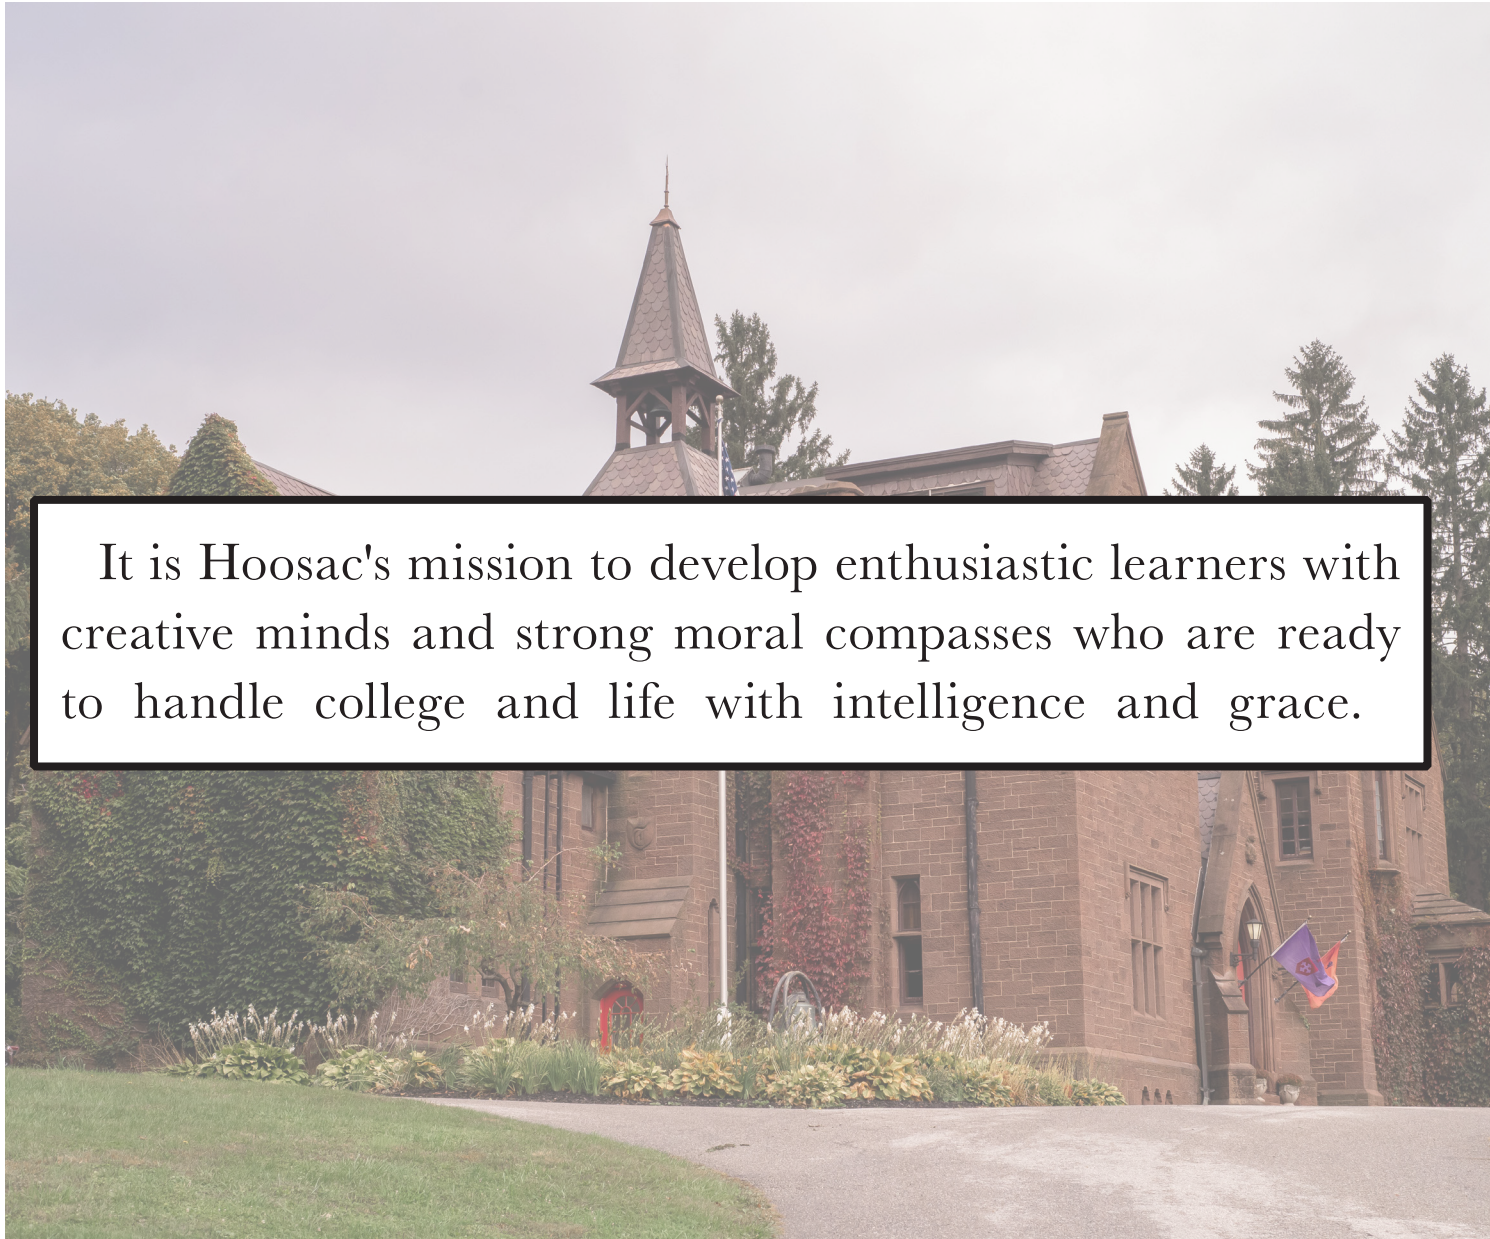 It is Hoosac's mission to develop enthusiastic learners with
creative minds and strong moral compasses who are ready
to handle college and life with intelligence and grace.